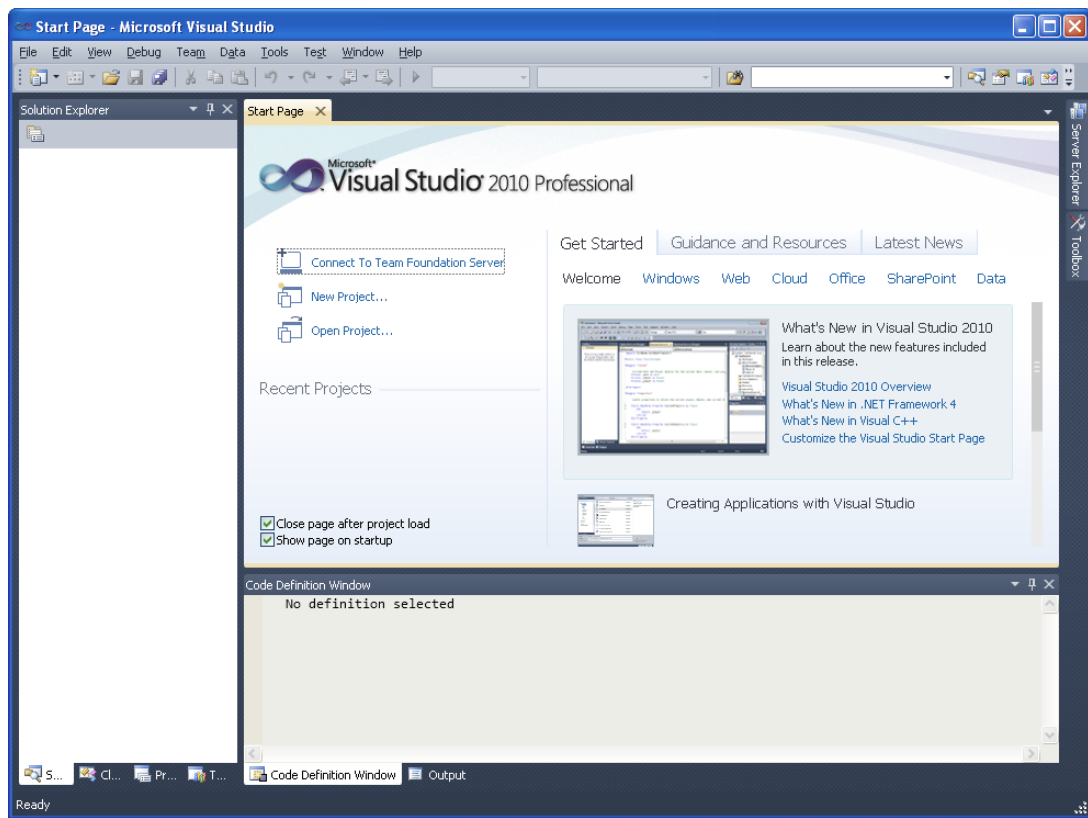 Start Page - Microsoft Visual Studio
File Edit View Debug Team Data Tools Test Window Help
Solution Explorer
Start Page
Server Explorer
Toolbox
Microsoft®
Visual Studio 2010 Professional
Connect To Team Foundation Server
New Project...
Open Project...
Recent Projects
Close page after project load
Show page on startup
Get Started Guidance and Resources Latest News
Welcome Windows Web Cloud Office SharePoint Data
What's New in Visual Studio 2010
Learn about the new features included
in this release.
Visual Studio 2010 Overview
What's New in .NET Framework 4
What's New in Visual C++
Customize the Visual Studio Start Page
Creating Applications with Visual Studio
Code Definition Window
No definition selected
S... Cl... Pr... T...
Code Definition Window Output
Ready